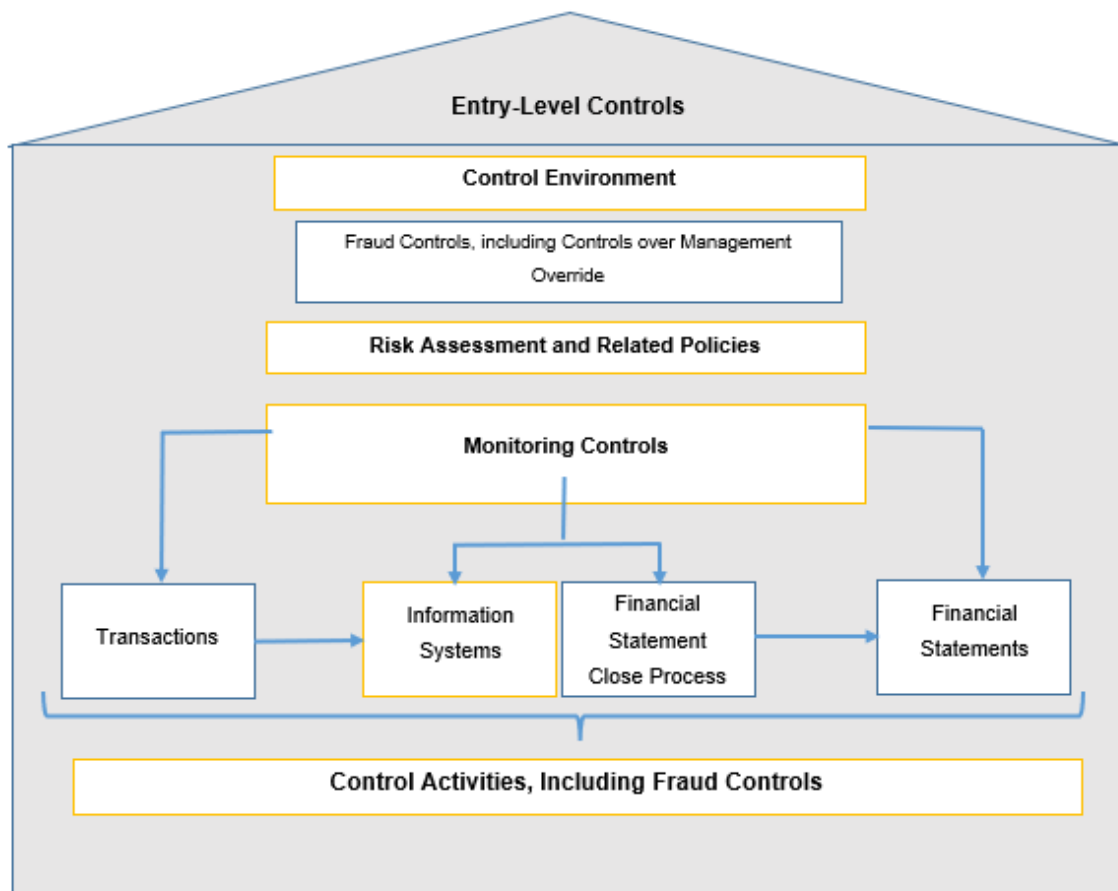 Entry-Level Controls
Control Environment
Fraud Controls, including Controls over Management
Override
Risk Assessment and Related Policies
Monitoring Controls
Transactions
Information
Systems
Financial
Statement
Close Process
Financial
Statements
Control Activities, Including Fraud Controls